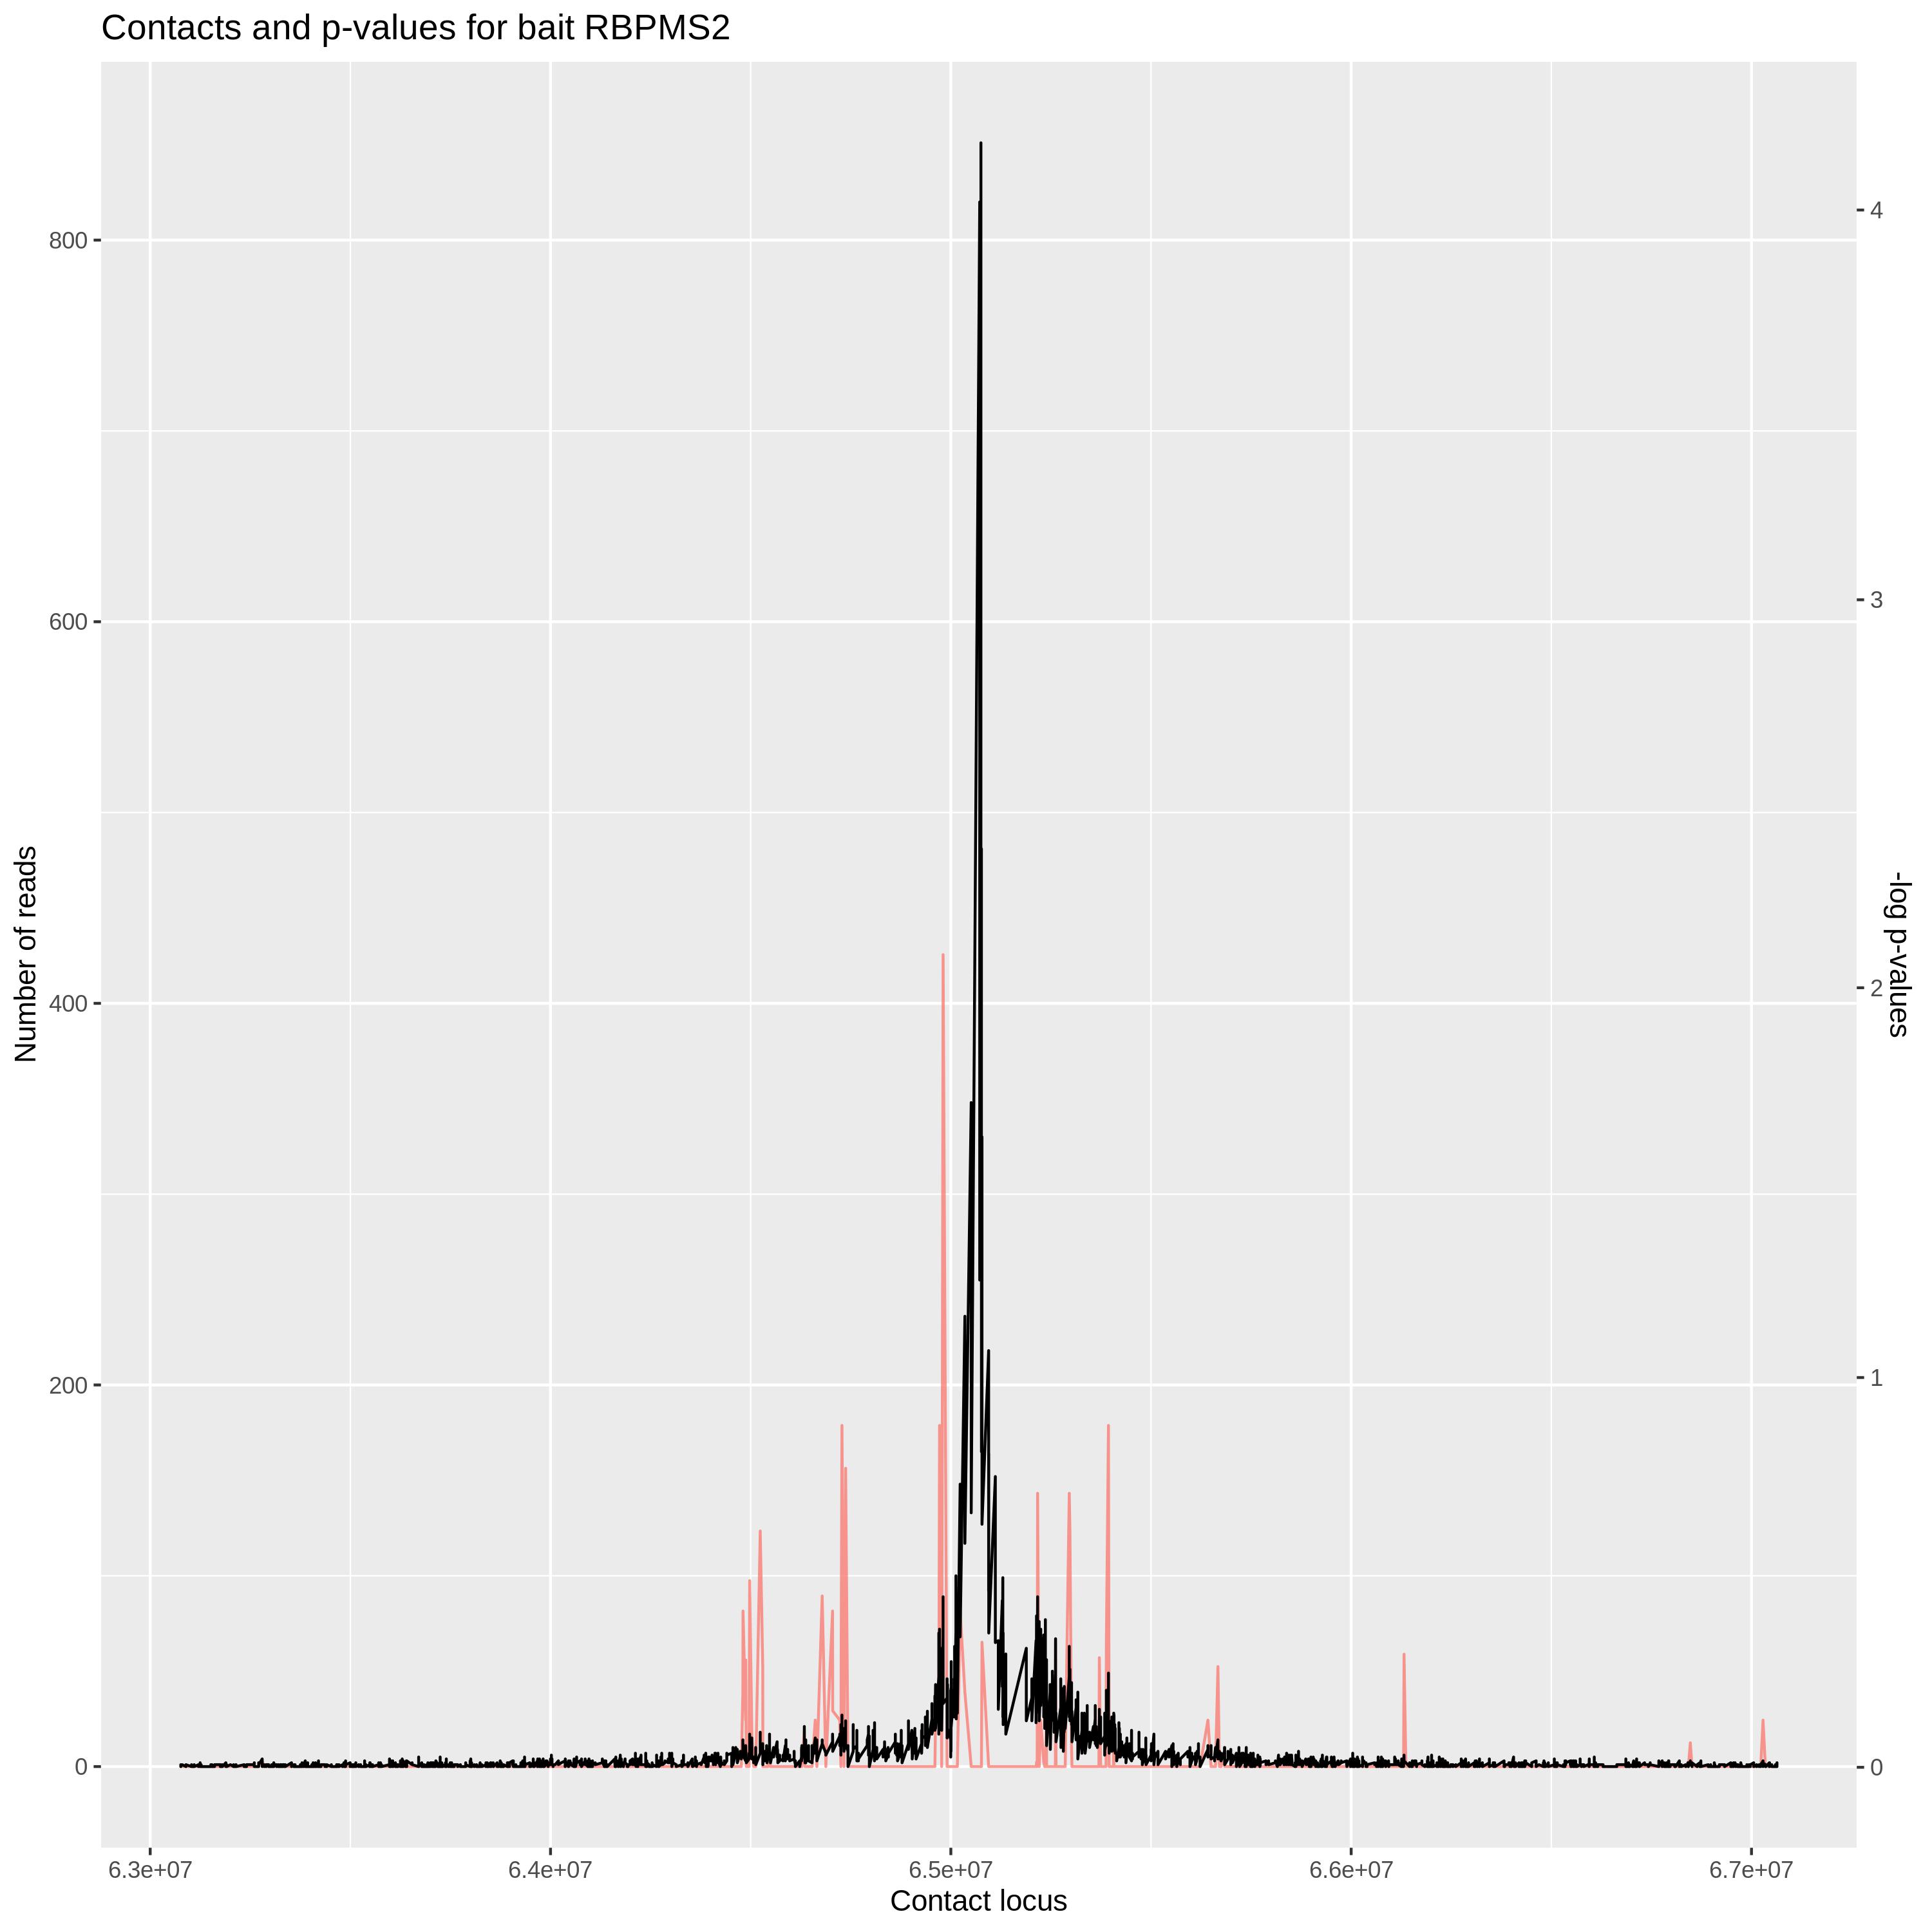 Contacts and p-values for bait RBPMS2
800
600
400
200
0
Number of reads
4
3
2
1
0
-log p-values
6.3e+07
6.4e+07
6.5e+07
6.6e+07
6.7e+07
Contact locus